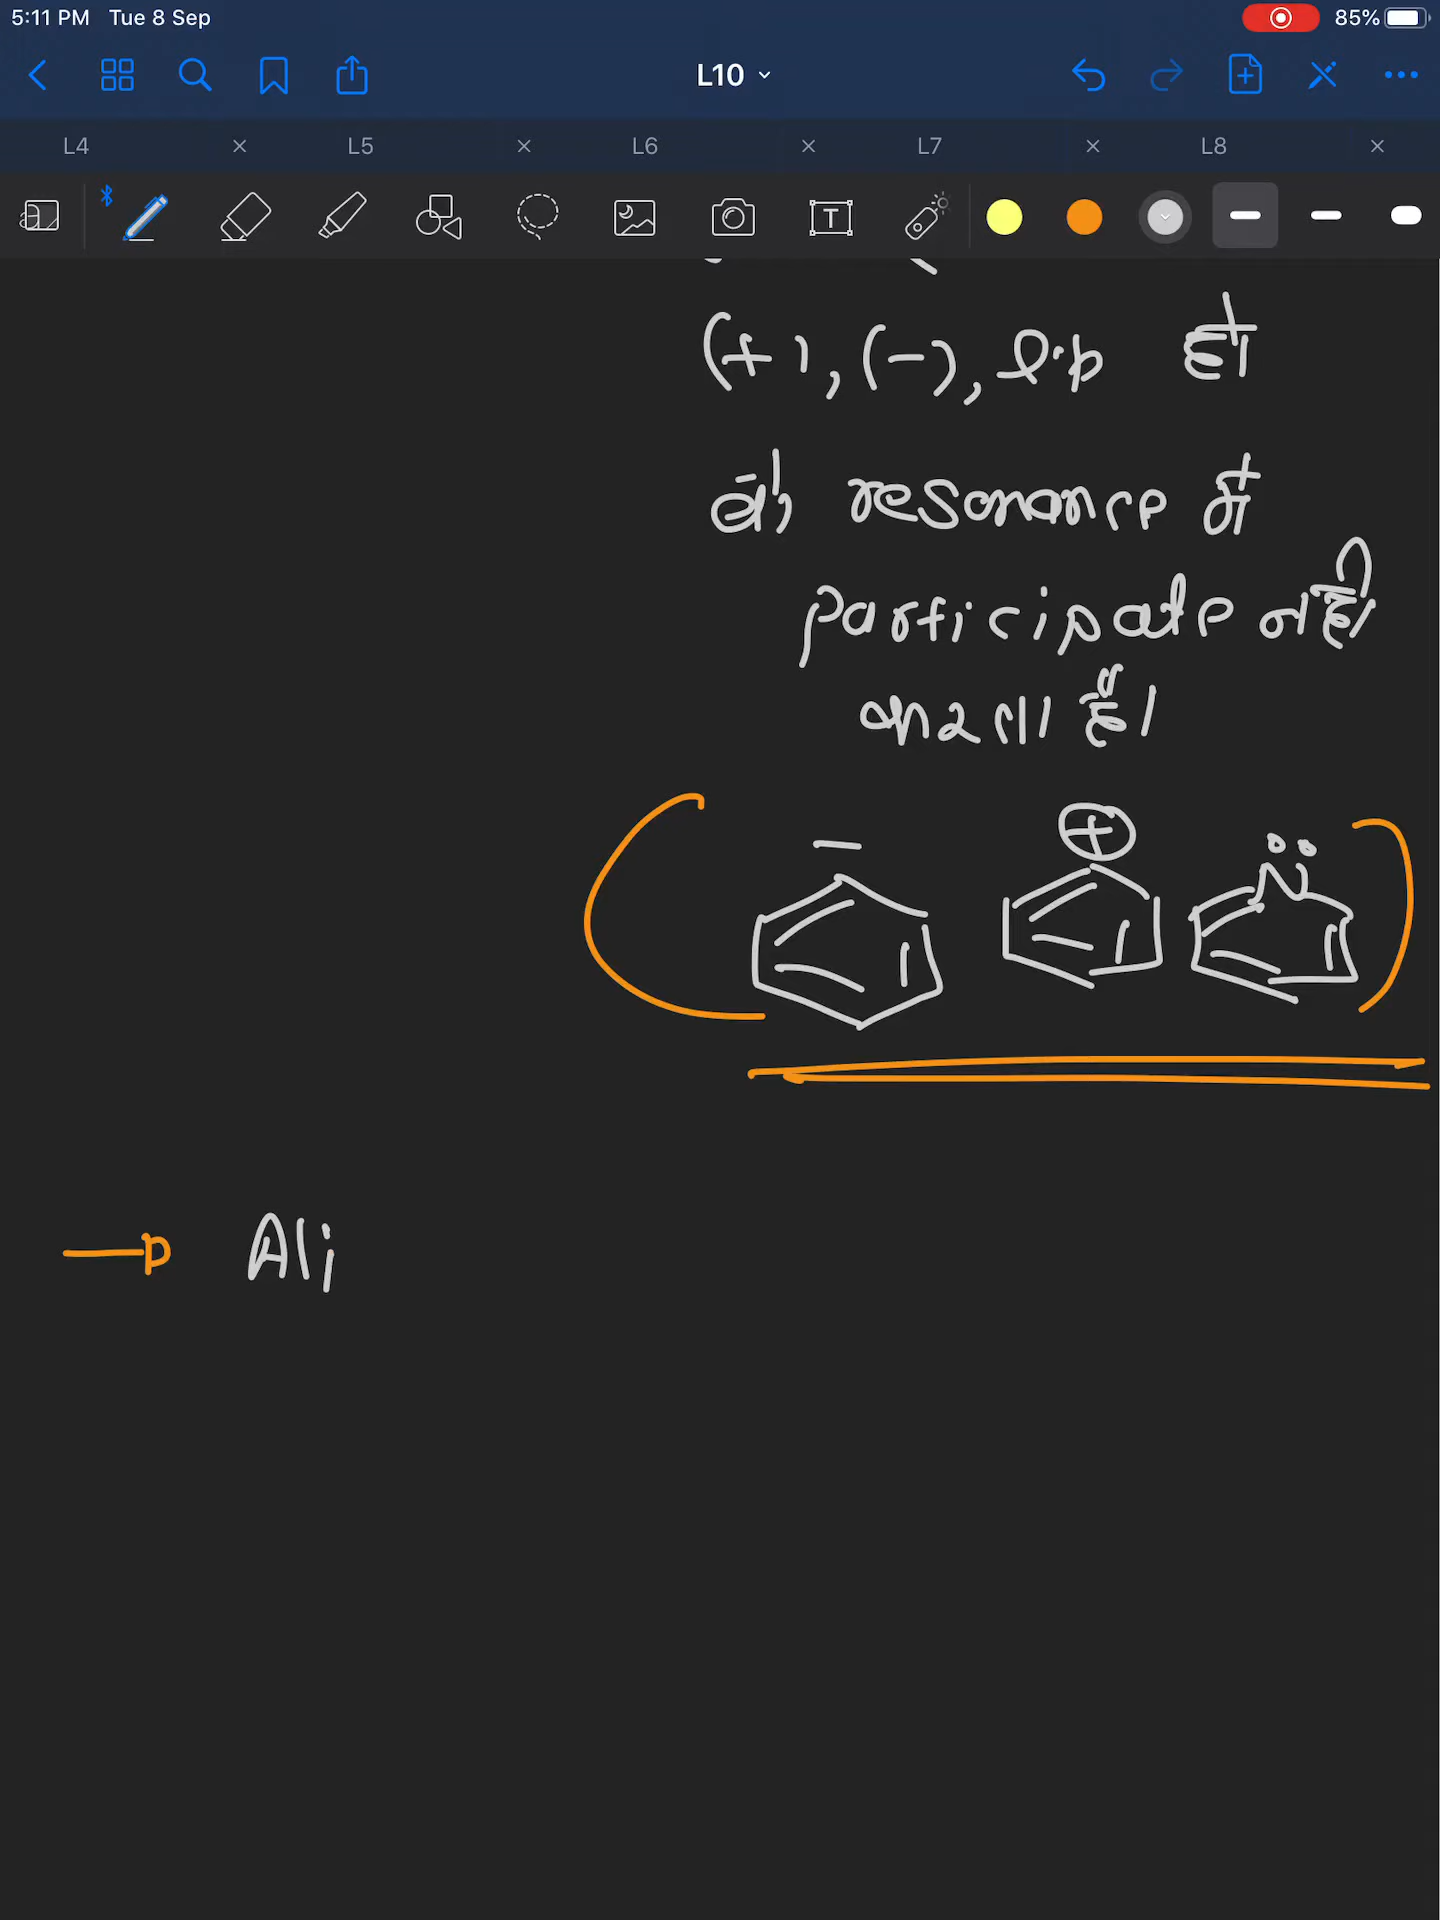 5:11 PM Tue 8 Sep
85%
L10
L4 × L5 × L6 × L7 × L8 ×
T
(+), (-), l.p हों
वो, resonance में
participate नहीं
करता है।
−
+
N
Ali